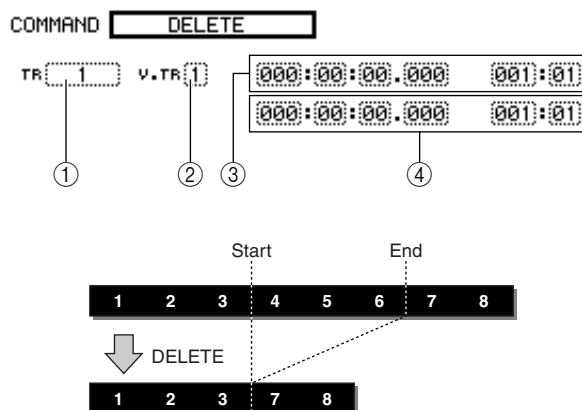 COMMAND DELETE
TR 1 V.TR 1 ③ 000:00:00.000 001:01
000:00:00.000 001:01
① ② ④
Start End
1 2 3 4 5 6 7 8
DELETE
1 2 3 7 8